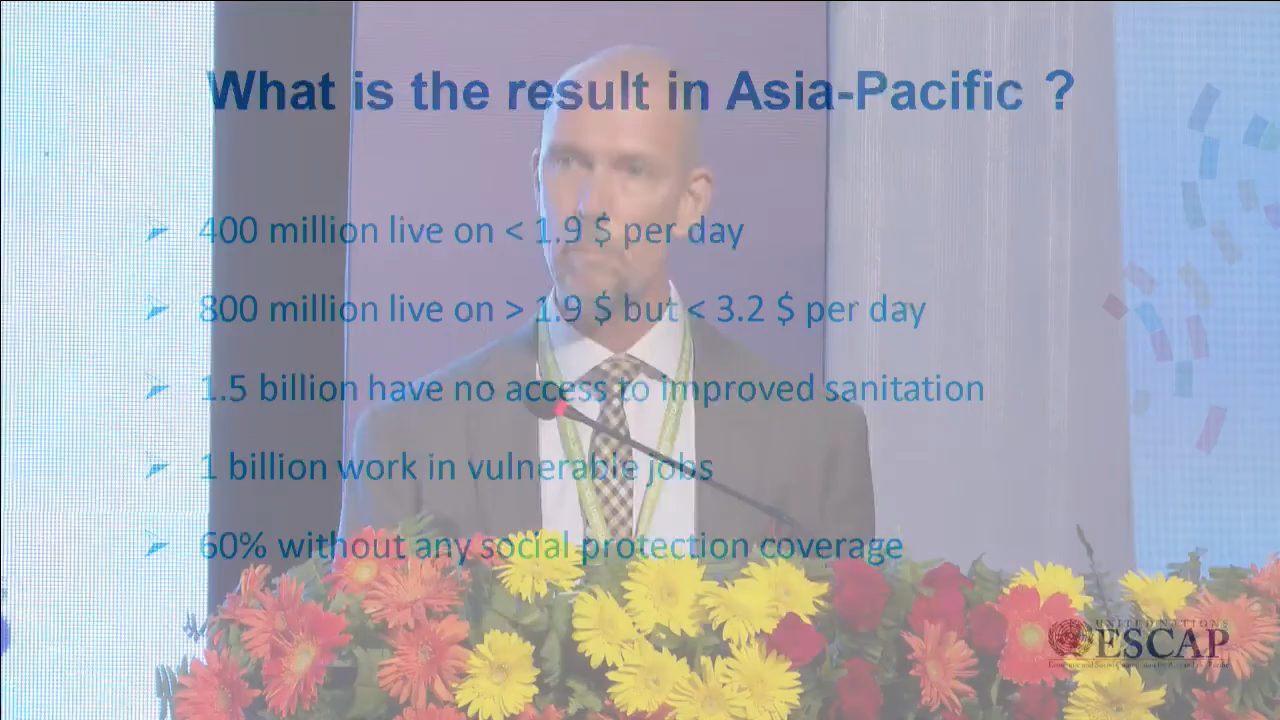 What is the result in Asia-Pacific ?
400 million live on < 1.9 $ per day
800 million live on > 1.9 $ but < 3.2 $ per day
1.5 billion have no access to improved sanitation
1 billion work in vulnerable jobs
60% without any social protection coverage
UNITED NATIONS
ESCAP